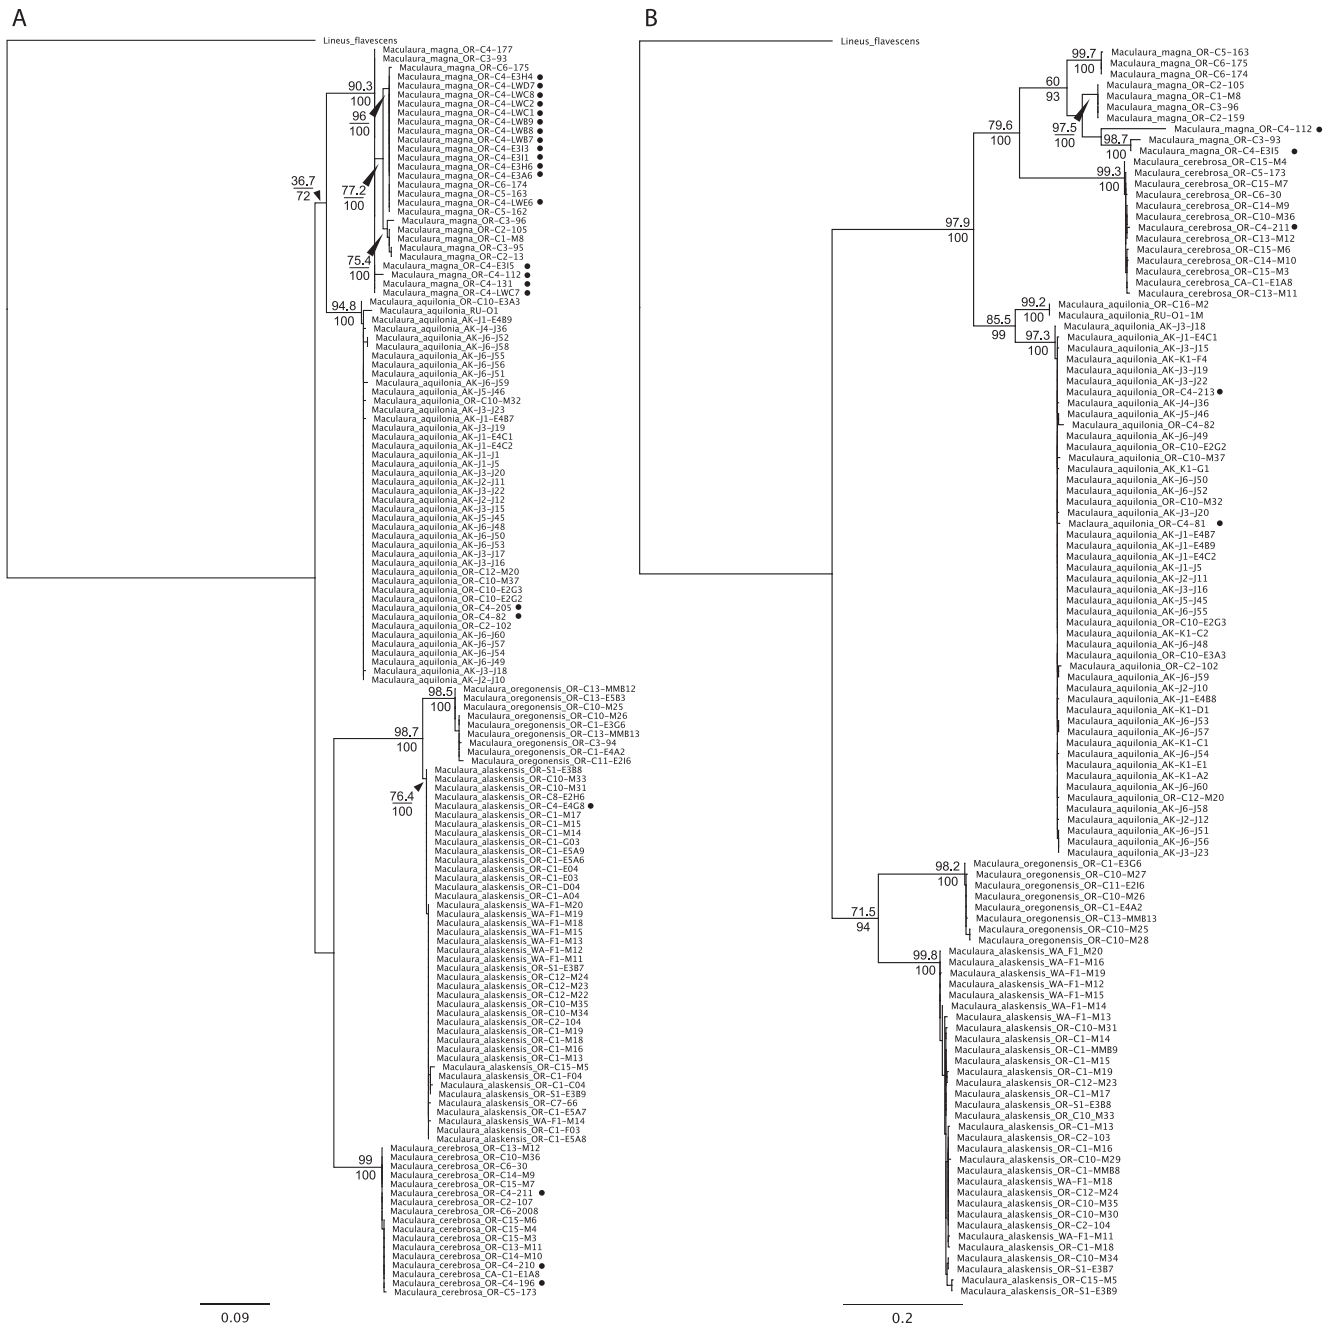 A
Lineus_flavescens
Maculaura_magna_OR-C4-177
Maculaura_magna_OR-C3-93
Maculaura_magna_OR-C6-175
Maculaura_magna_OR-C4-E3H4
Maculaura_magna_OR-C4-LWD7
Maculaura_magna_OR-C4-LWC8
Maculaura_magna_OR-C4-LWC2
Maculaura_magna_OR-C4-LWC1
Maculaura_magna_OR-C4-LWB9
Maculaura_magna_OR-C4-LWB8
Maculaura_magna_OR-C4-LWB7
Maculaura_magna_OR-C4-E3I3
Maculaura_magna_OR-C4-E3I1
Maculaura_magna_OR-C4-E3H6
Maculaura_magna_OR-C4-E3A6
Maculaura_magna_OR-C6-174
Maculaura_magna_OR-C5-163
Maculaura_magna_OR-C4-LWE6
Maculaura_magna_OR-C5-162
Maculaura_magna_OR-C3-96
Maculaura_magna_OR-C2-105
Maculaura_magna_OR-C1-M8
Maculaura_magna_OR-C3-95
Maculaura_magna_OR-C2-13
Maculaura_magna_OR-C4-E3I5
Maculaura_magna_OR-C4-112
Maculaura_magna_OR-C4-131
Maculaura_magna_OR-C4-LWC7
Maculaura_aquilonia_OR-C10-E3A3
Maculaura_aquilonia_RU-O1
Maculaura_aquilonia_AK-J1-E4B9
Maculaura_aquilonia_AK-J4-J36
Maculaura_aquilonia_AK-J6-J52
Maculaura_aquilonia_AK-J6-J58
Maculaura_aquilonia_AK-J6-J55
Maculaura_aquilonia_AK-J6-J56
Maculaura_aquilonia_AK-J6-J51
Maculaura_aquilonia_AK-J6-J59
Maculaura_aquilonia_AK-J5-J46
Maculaura_aquilonia_OR-C10-M32
Maculaura_aquilonia_AK-J3-J23
Maculaura_aquilonia_AK-J1-E4B7
Maculaura_aquilonia_AK-J3-J19
Maculaura_aquilonia_AK-J1-E4C1
Maculaura_aquilonia_AK-J1-E4C2
Maculaura_aquilonia_AK-J1-J1
Maculaura_aquilonia_AK-J1-J5
Maculaura_aquilonia_AK-J3-J20
Maculaura_aquilonia_AK-J2-J11
Maculaura_aquilonia_AK-J3-J22
Maculaura_aquilonia_AK-J2-J12
Maculaura_aquilonia_AK-J3-J15
Maculaura_aquilonia_AK-J5-J45
Maculaura_aquilonia_AK-J6-J48
Maculaura_aquilonia_AK-J6-J50
Maculaura_aquilonia_AK-J6-J53
Maculaura_aquilonia_AK-J3-J17
Maculaura_aquilonia_AK-J3-J16
Maculaura_aquilonia_OR-C12-M20
Maculaura_aquilonia_OR-C10-M37
Maculaura_aquilonia_OR-C10-E2G3
Maculaura_aquilonia_OR-C10-E2G2
Maculaura_aquilonia_OR-C4-205
Maculaura_aquilonia_OR-C4-82
Maculaura_aquilonia_OR-C2-102
Maculaura_aquilonia_AK-J6-J60
Maculaura_aquilonia_AK-J6-J57
Maculaura_aquilonia_AK-J6-J54
Maculaura_aquilonia_AK-J6-J49
Maculaura_aquilonia_AK-J3-J18
Maculaura_aquilonia_AK-J2-J10
Maculaura_oregonensis_OR-C13-MMB12
Maculaura_oregonensis_OR-C13-E5B3
Maculaura_oregonensis_OR-C10-M25
Maculaura_oregonensis_OR-C10-M26
Maculaura_oregonensis_OR-C1-E3G6
Maculaura_oregonensis_OR-C13-MMB13
Maculaura_oregonensis_OR-C3-94
Maculaura_oregonensis_OR-C1-E4A2
Maculaura_oregonensis_OR-C11-E2I6
Maculaura_alaskensis_OR-S1-E3B8
Maculaura_alaskensis_OR-C10-M33
Maculaura_alaskensis_OR-C10-M31
Maculaura_alaskensis_OR-C8-E2H6
Maculaura_alaskensis_OR-C4-E4G8
Maculaura_alaskensis_OR-C1-M17
Maculaura_alaskensis_OR-C1-M15
Maculaura_alaskensis_OR-C1-M14
Maculaura_alaskensis_OR-C1-G03
Maculaura_alaskensis_OR-C1-E5A9
Maculaura_alaskensis_OR-C1-E5A6
Maculaura_alaskensis_OR-C1-E04
Maculaura_alaskensis_OR-C1-E03
Maculaura_alaskensis_OR-C1-D04
Maculaura_alaskensis_OR-C1-A04
Maculaura_alaskensis_WA-F1-M20
Maculaura_alaskensis_WA-F1-M19
Maculaura_alaskensis_WA-F1-M18
Maculaura_alaskensis_WA-F1-M15
Maculaura_alaskensis_WA-F1-M13
Maculaura_alaskensis_WA-F1-M12
Maculaura_alaskensis_WA-F1-M11
Maculaura_alaskensis_OR-S1-E3B7
Maculaura_alaskensis_OR-C12-M24
Maculaura_alaskensis_OR-C12-M23
Maculaura_alaskensis_OR-C12-M22
Maculaura_alaskensis_OR-C10-M35
Maculaura_alaskensis_OR-C10-M34
Maculaura_alaskensis_OR-C2-104
Maculaura_alaskensis_OR-C1-M19
Maculaura_alaskensis_OR-C1-M18
Maculaura_alaskensis_OR-C1-M16
Maculaura_alaskensis_OR-C1-M13
Maculaura_alaskensis_OR-C15-M5
Maculaura_alaskensis_OR-C1-F04
Maculaura_alaskensis_OR-C1-C04
Maculaura_alaskensis_OR-S1-E3B9
Maculaura_alaskensis_OR-C7-66
Maculaura_alaskensis_OR-C1-E5A7
Maculaura_alaskensis_WA-F1-M14
Maculaura_alaskensis_OR-C1-F03
Maculaura_alaskensis_OR-C1-E5A8
Maculaura_cerebrosa_OR-C13-M12
Maculaura_cerebrosa_OR-C10-M36
Maculaura_cerebrosa_OR-C6-30
Maculaura_cerebrosa_OR-C14-M9
Maculaura_cerebrosa_OR-C15-M7
Maculaura_cerebrosa_OR-C4-211
Maculaura_cerebrosa_OR-C2-107
Maculaura_cerebrosa_OR-C6-2008
Maculaura_cerebrosa_OR-C15-M6
Maculaura_cerebrosa_OR-C15-M4
Maculaura_cerebrosa_OR-C15-M3
Maculaura_cerebrosa_OR-C13-M11
Maculaura_cerebrosa_OR-C14-M10
Maculaura_cerebrosa_OR-C4-210
Maculaura_cerebrosa_CA-C1-E1A8
Maculaura_cerebrosa_OR-C4-196
Maculaura_cerebrosa_OR-C5-173
90.3
100
96
100
36.7
72
77.2
100
75.4
100
94.8
100
98.5
100
98.7
100
76.4
100
99
100
0.09
B
Lineus_flavescens
Maculaura_magna_OR-C5-163
Maculaura_magna_OR-C6-175
Maculaura_magna_OR-C6-174
Maculaura_magna_OR-C2-105
Maculaura_magna_OR-C1-M8
Maculaura_magna_OR-C3-96
Maculaura_magna_OR-C2-159
Maculaura_magna_OR-C4-112
Maculaura_magna_OR-C3-93
Maculaura_magna_OR-C4-E3I5
Maculaura_cerebrosa_OR-C15-M4
Maculaura_cerebrosa_OR-C5-173
Maculaura_cerebrosa_OR-C15-M7
Maculaura_cerebrosa_OR-C6-30
Maculaura_cerebrosa_OR-C14-M9
Maculaura_cerebrosa_OR-C10-M36
Maculaura_cerebrosa_OR-C4-211
Maculaura_cerebrosa_OR-C13-M12
Maculaura_cerebrosa_OR-C15-M6
Maculaura_cerebrosa_OR-C14-M10
Maculaura_cerebrosa_OR-C15-M3
Maculaura_cerebrosa_CA-C1-E1A8
Maculaura_cerebrosa_OR-C13-M11
Maculaura_aquilonia_OR-C16-M2
Maculaura_aquilonia_RU-O1-1M
Maculaura_aquilonia_AK-J3-J18
Maculaura_aquilonia_AK-J1-E4C1
Maculaura_aquilonia_AK-J3-J15
Maculaura_aquilonia_AK-K1-F4
Maculaura_aquilonia_AK-J3-J19
Maculaura_aquilonia_AK-J3-J22
Maculaura_aquilonia_OR-C4-213
Maculaura_aquilonia_AK-J4-J36
Maculaura_aquilonia_AK-J5-J46
Maculaura_aquilonia_OR-C4-82
Maculaura_aquilonia_AK-J6-J49
Maculaura_aquilonia_OR-C10-E2G2
Maculaura_aquilonia_OR-C10-M37
Maculaura_aquilonia_AK_K1-G1
Maculaura_aquilonia_AK-J6-J50
Maculaura_aquilonia_AK-J6-J52
Maculaura_aquilonia_OR-C10-M32
Maculaura_aquilonia_AK-J3-J20
Maclaura_aquilonia_OR-C4-81
Maculaura_aquilonia_AK-J1-E4B7
Maculaura_aquilonia_AK-J1-E4B9
Maculaura_aquilonia_AK-J1-E4C2
Maculaura_aquilonia_AK-J1-J5
Maculaura_aquilonia_AK-J2-J11
Maculaura_aquilonia_AK-J3-J16
Maculaura_aquilonia_AK-J5-J45
Maculaura_aquilonia_AK-J6-J55
Maculaura_aquilonia_OR-C10-E2G3
Maculaura_aquilonia_AK-K1-C2
Maculaura_aquilonia_AK-J6-J48
Maculaura_aquilonia_OR-C10-E3A3
Maculaura_aquilonia_OR-C2-102
Maculaura_aquilonia_AK-J6-J59
Maculaura_aquilonia_AK-J2-J10
Maculaura_aquilonia_AK-J1-E4B8
Maculaura_aquilonia_AK-K1-D1
Maculaura_aquilonia_AK-J6-J53
Maculaura_aquilonia_AK-J6-J57
Maculaura_aquilonia_AK-K1-C1
Maculaura_aquilonia_AK-J6-J54
Maculaura_aquilonia_AK-K1-E1
Maculaura_aquilonia_AK-K1-A2
Maculaura_aquilonia_AK-J6-J60
Maculaura_aquilonia_OR-C12-M20
Maculaura_aquilonia_AK-J6-J58
Maculaura_aquilonia_AK-J2-J12
Maculaura_aquilonia_AK-J6-J51
Maculaura_aquilonia_AK-J6-J56
Maculaura_aquilonia_AK-J3-J23
Maculaura_oregonensis_OR-C1-E3G6
Maculaura_oregonensis_OR-C10-M27
Maculaura_oregonensis_OR-C11-E2I6
Maculaura_oregonensis_OR-C10-M26
Maculaura_oregonensis_OR-C1-E4A2
Maculaura_oregonensis_OR-C13-MMB13
Maculaura_oregonensis_OR-C10-M25
Maculaura_oregonensis_OR-C10-M28
Maculaura_alaskensis_WA_F1_M20
Maculaura_alaskensis_WA-F1-M16
Maculaura_alaskensis_WA-F1-M19
Maculaura_alaskensis_WA-F1-M12
Maculaura_alaskensis_WA-F1-M15
Maculaura_alaskensis_WA-F1-M14
Maculaura_alaskensis_WA-F1-M13
Maculaura_alaskensis_OR-C10-M31
Maculaura_alaskensis_OR-C1-M14
Maculaura_alaskensis_OR-C1-MMB9
Maculaura_alaskensis_OR-C1-M15
Maculaura_alaskensis_OR-C1-M19
Maculaura_alaskensis_OR-C12-M23
Maculaura_alaskensis_OR-C1-M17
Maculaura_alaskensis_OR-S1-E3B8
Maculaura_alaskensis_OR_C10_M33
Maculaura_alaskensis_OR-C1-M13
Maculaura_alaskensis_OR-C2-103
Maculaura_alaskensis_OR-C1-M16
Maculaura_alaskensis_OR-C10-M29
Maculaura_alaskensis_OR-C1-MMB8
Maculaura_alaskensis_WA-F1-M18
Maculaura_alaskensis_OR-C12-M24
Maculaura_alaskensis_OR-C10-M35
Maculaura_alaskensis_OR-C10-M30
Maculaura_alaskensis_OR-C2-104
Maculaura_alaskensis_WA-F1-M11
Maculaura_alaskensis_OR-C1-M18
Maculaura_alaskensis_OR-C10-M34
Maculaura_alaskensis_OR-S1-E3B7
Maculaura_alaskensis_OR-C15-M5
Maculaura_alaskensis_OR-S1-E3B9
99.7
100
60
93
79.6
100
97.5
100
98.7
100
99.3
100
97.9
100
99.2
100
85.5
99
97.3
100
98.2
100
71.5
94
99.8
100
0.2